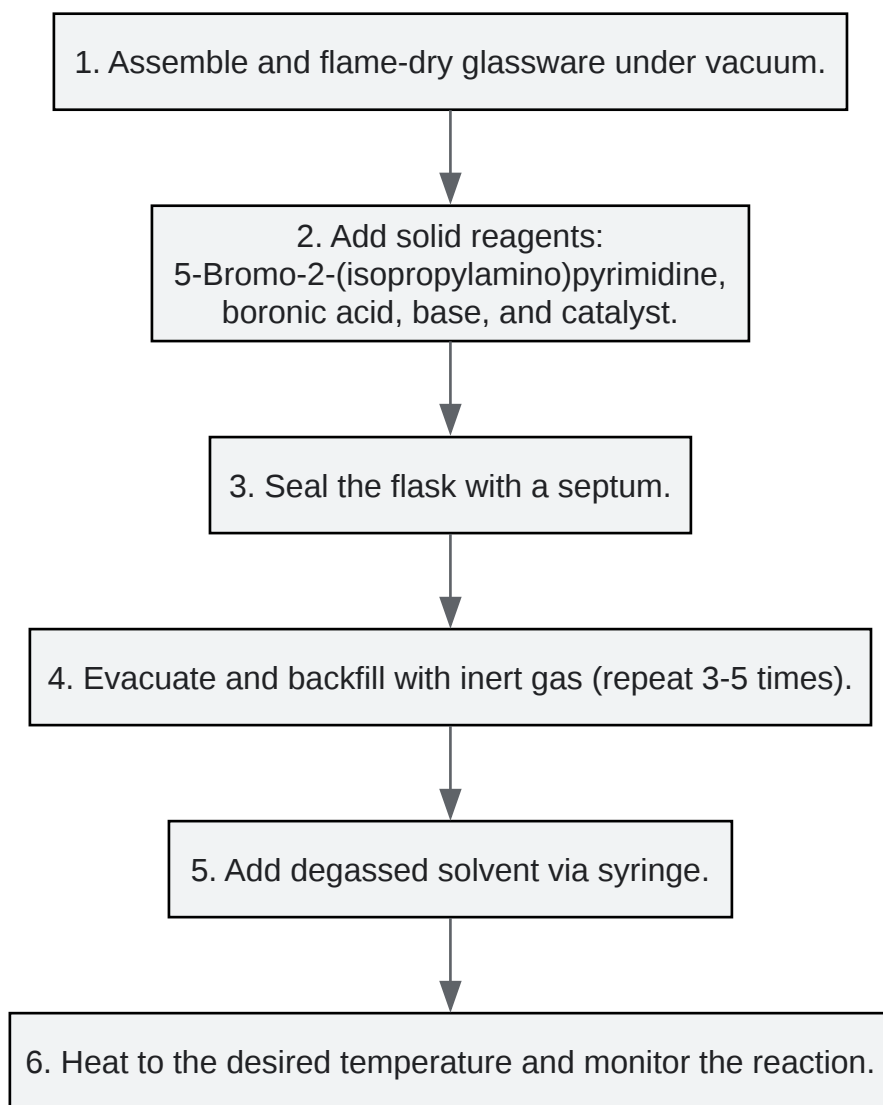 1. Assemble and flame-dry glassware under vacuum.
2. Add solid reagents:
5-Bromo-2-(isopropylamino)pyrimidine,
boronic acid, base, and catalyst.
3. Seal the flask with a septum.
4. Evacuate and backfill with inert gas (repeat 3-5 times).
5. Add degassed solvent via syringe.
6. Heat to the desired temperature and monitor the reaction.